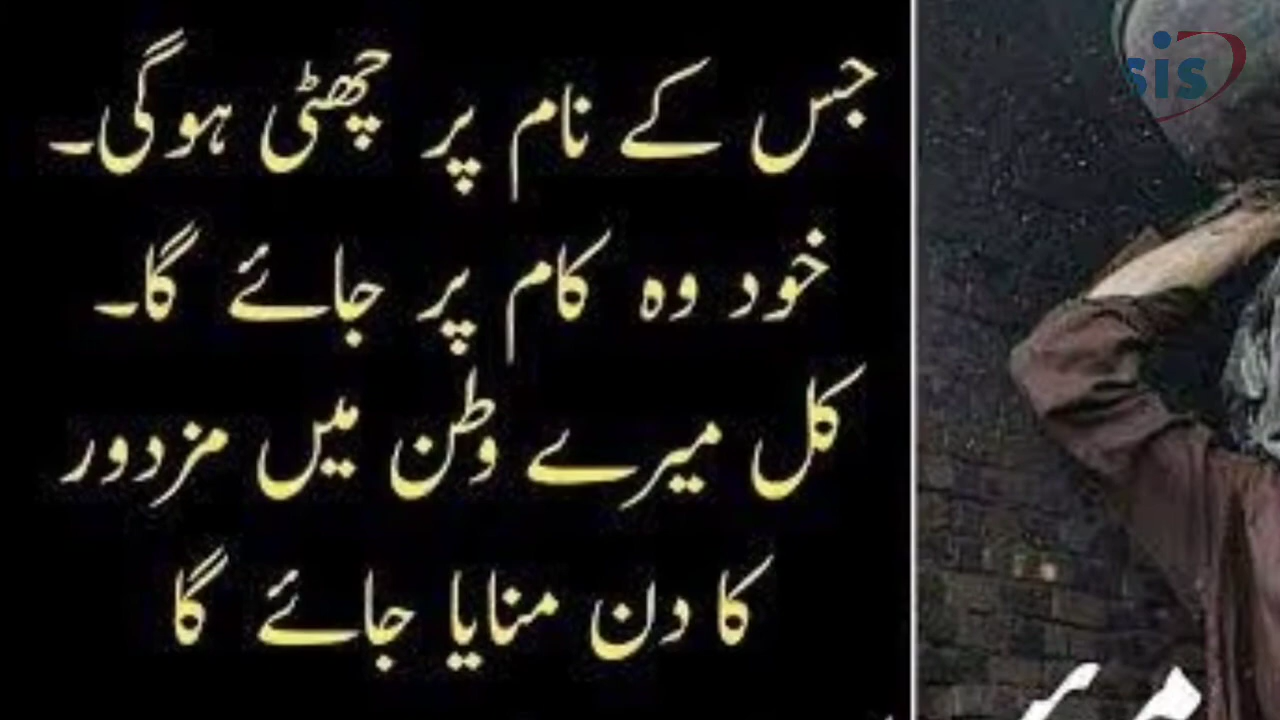 جس کے نام پر چھٹی ہوگی۔
خود وہ کام پر جائے گا۔
کل میرے وطن میں مزدور
کا دن منایا جائے گا
sis